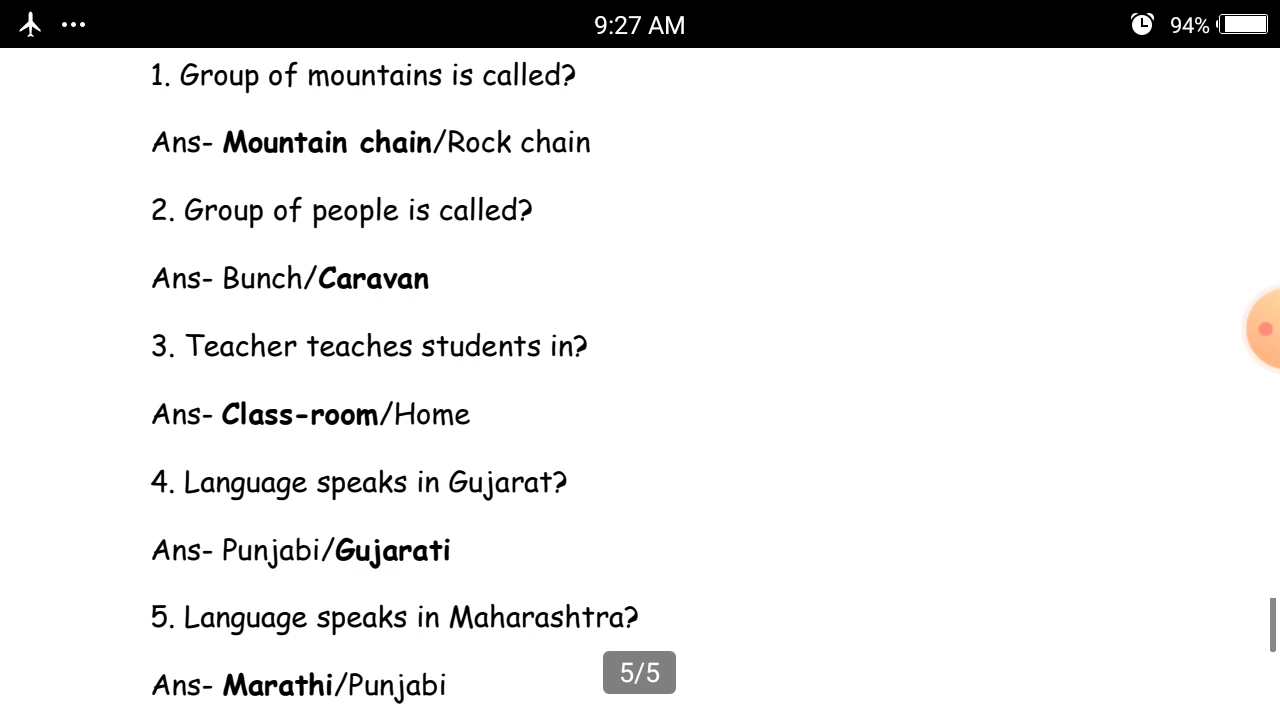 9:27 AM 94%
1. Group of mountains is called?
Ans- Mountain chain/Rock chain
2. Group of people is called?
Ans- Bunch/Caravan
3. Teacher teaches students in?
Ans- Class-room/Home
4. Language speaks in Gujarat?
Ans- Punjabi/Gujarati
5. Language speaks in Maharashtra?
Ans- Marathi/Punjabi
5/5